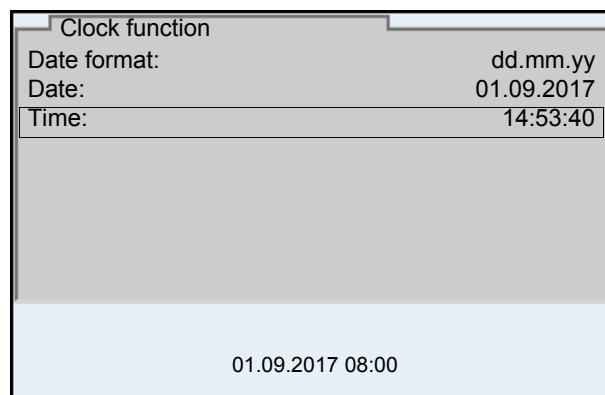 Clock function
Date format: dd.mm.yy
Date: 01.09.2017
Time: 14:53:40
01.09.2017 08:00